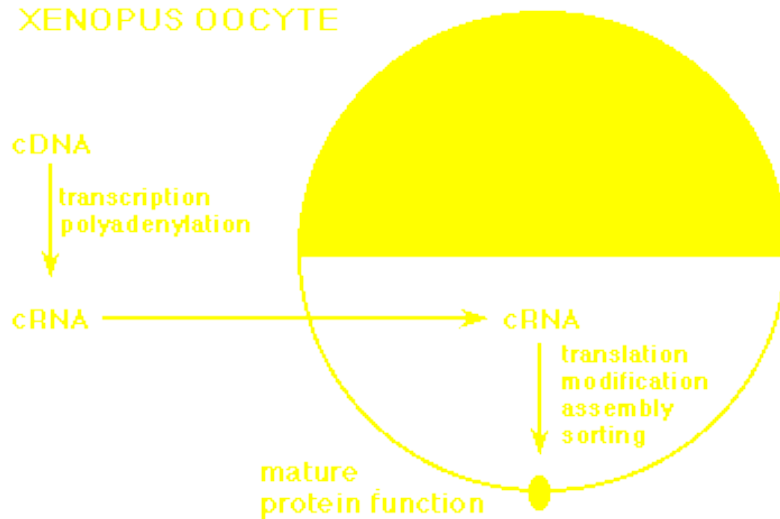 XENOPUS OOCYTE
cDNA
transcription
polyadenylation
cRNA
cRNA
translation
modification
assembly
sorting
mature
protein function